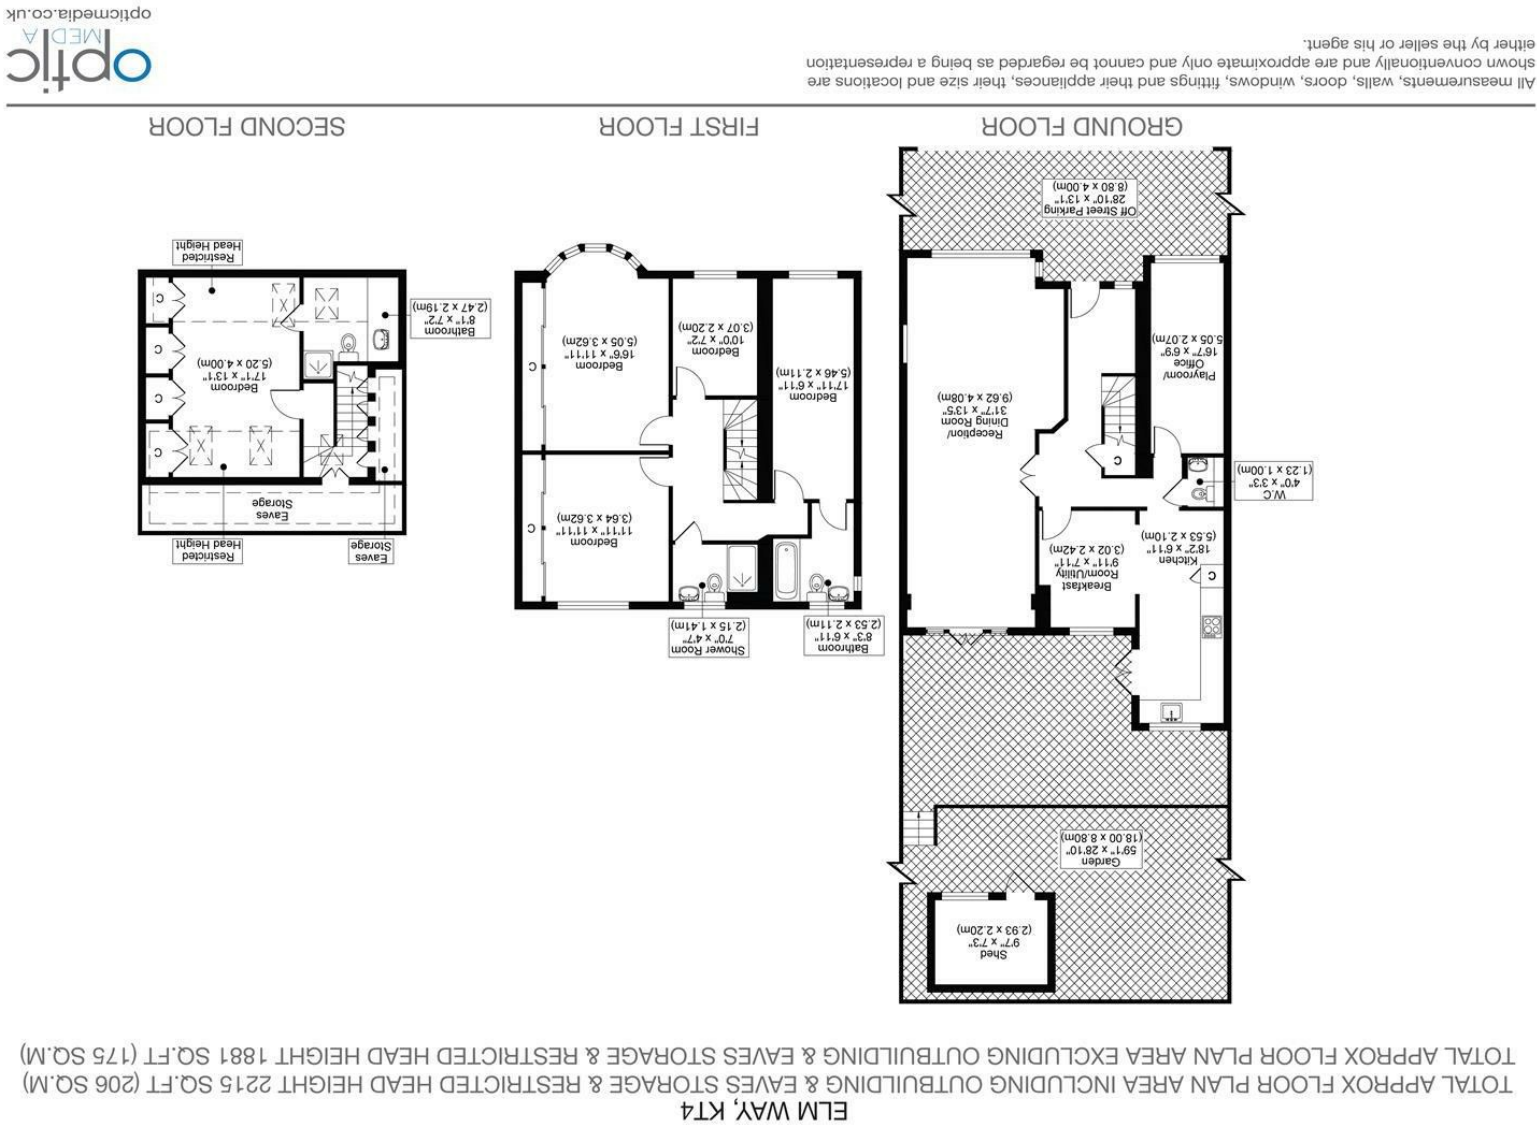 ELM WAY, KT4
TOTAL APPROX FLOOR PLAN AREA INCLUDING OUTBUILDING & EAVES STORAGE & RESTRICTED HEAD HEIGHT 2215 SQ.FT (206 SQ.M)
TOTAL APPROX FLOOR PLAN AREA EXCLUDING OUTBUILDING & EAVES STORAGE & RESTRICTED HEAD HEIGHT 1881 SQ.FT (175 SQ.M)
Shed
9'7" x 7'3"
(2.93 x 2.20m)
Garden
59'1" x 28'10"
(18.00 x 8.80m)
Kitchen
18'2" x 6'11"
(5.53 x 2.10m)
C
Breakfast
Room/Utility
9'11" x 7'11"
(3.02 x 2.42m)
W.C
4'0" x 3'3"
(1.23 x 1.00m)
C
Reception/
Dining Room
31'7" x 13'5"
(9.62 x 4.08m)
Playroom/
Office
16'7" x 6'9"
(5.05 x 2.07m)
Off Street Parking
28'10" x 13'1"
(8.80 x 4.00m)
GROUND FLOOR
Bathroom
8'3" x 6'11"
(2.53 x 2.11m)
Shower Room
7'0" x 4'7"
(2.15 x 1.41m)
Bedroom
11'11" x 11'11"
(3.64 x 3.62m)
C
Bedroom
17'11" x 6'11"
(5.46 x 2.11m)
Bedroom
10'0" x 7'2"
(3.07 x 2.20m)
Bedroom
16'6" x 11'11"
(5.05 x 3.62m)
C
FIRST FLOOR
Eaves
Storage
Restricted
Head Height
Eaves
Storage
C
C
C
C
Bedroom
17'1" x 13'1"
(5.20 x 4.00m)
Bathroom
8'1" x 7'2"
(2.47 x 2.19m)
Restricted
Head Height
SECOND FLOOR
All measurements, walls, doors, windows, fittings and their appliances, their size and locations are
shown conventionally and are approximate only and cannot be regarded as being a representation
either by the seller or his agent.
optic
MEDIA
opticmedia.co.uk